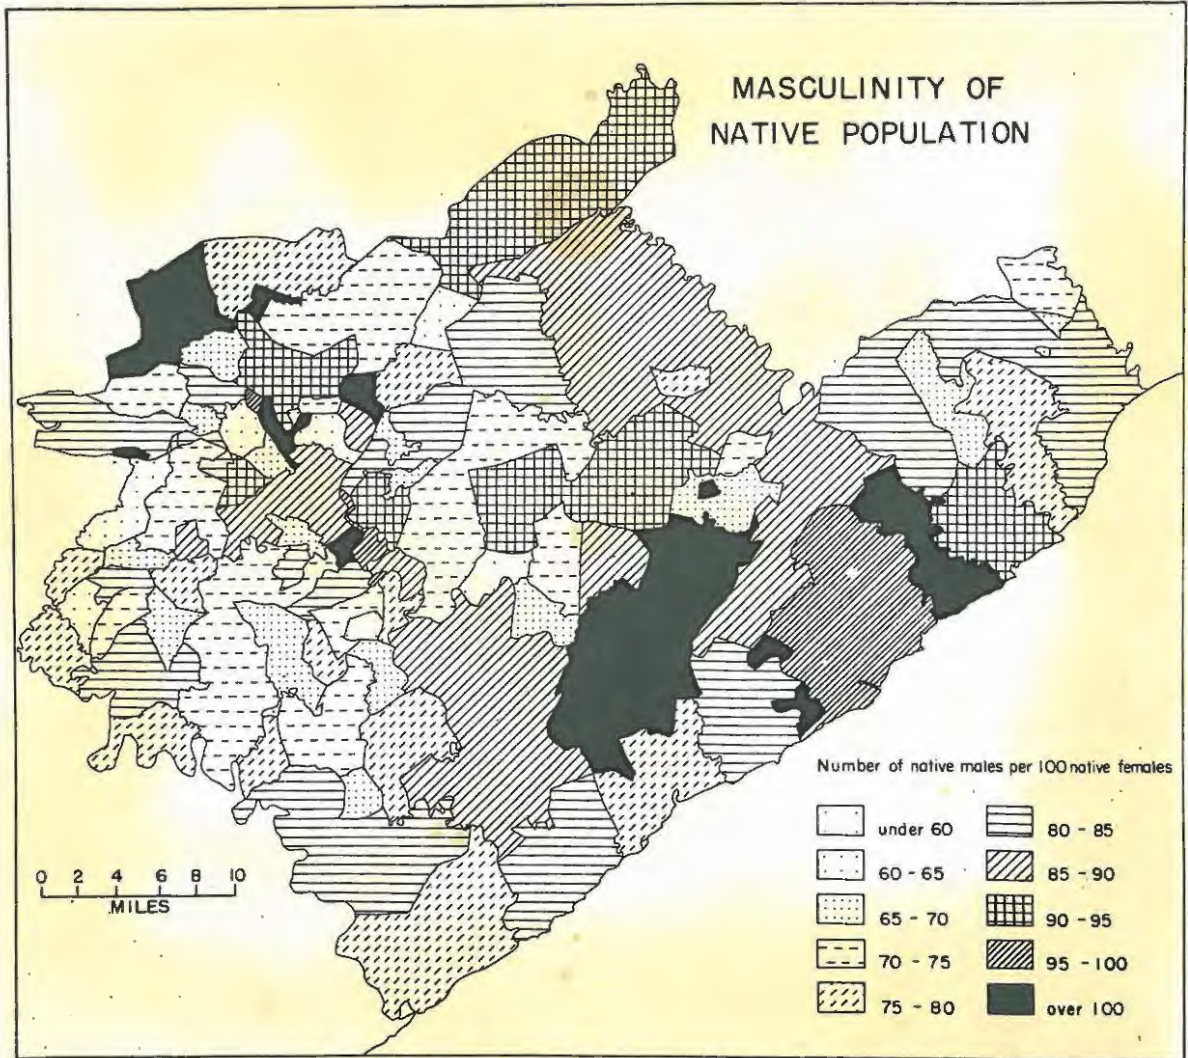 MASCULINITY OF
NATIVE POPULATION
Number of native males per 100 native females
under 60
60 - 65
65 - 70
70 - 75
75 - 80
80 - 85
85 - 90
90 - 95
95 - 100
over 100
0 2 4 6 8 10
MILES